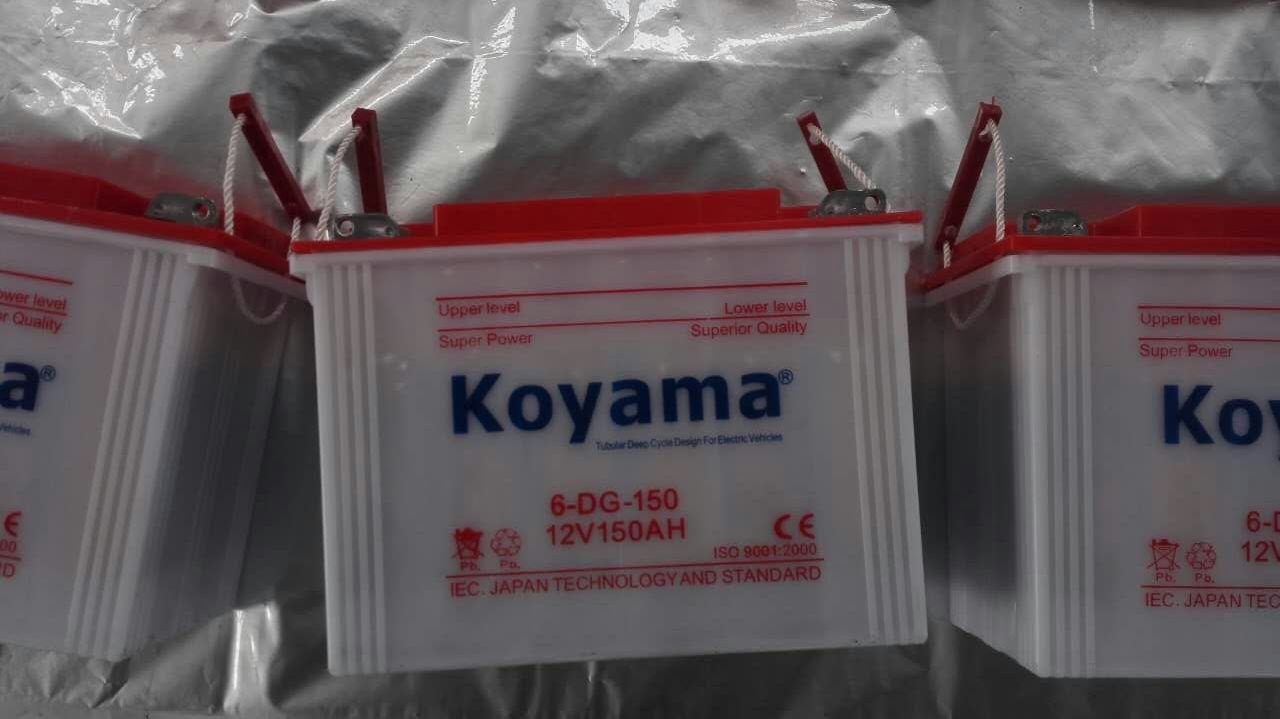 ower level
r Quality
a®
Vehicles
C€
00
D
Upper level Lower level
Super Power Superior Quality
Koyama®
Tubular Deep Cycle Design For Electric Vehicles
6-DG-150
12V150AH
CE
Pb. Pb.
ISO 9001:2000
IEC. JAPAN TECHNOLOGY AND STANDARD
Upper level
Super Power
Koy
6-D
12V
Pb. Pb.
IEC. JAPAN TEC